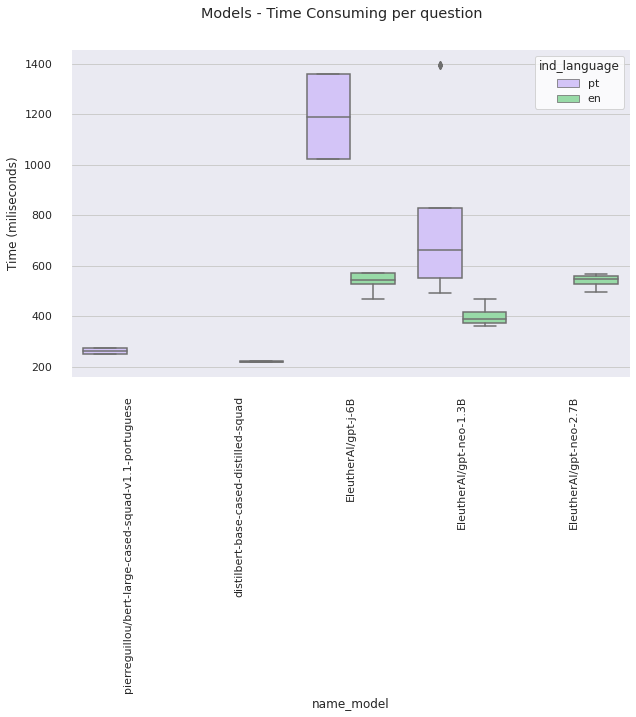 Models - Time Consuming per question
ind_language
pt
en
Time (miliseconds)
1400
1200
1000
800
600
400
200
pierreguillou/bert-large-cased-squad-v1.1-portuguese
distilbert-base-cased-distilled-squad
EleutherAI/gpt-j-6B
EleutherAI/gpt-neo-1.3B
EleutherAI/gpt-neo-2.7B
name_model